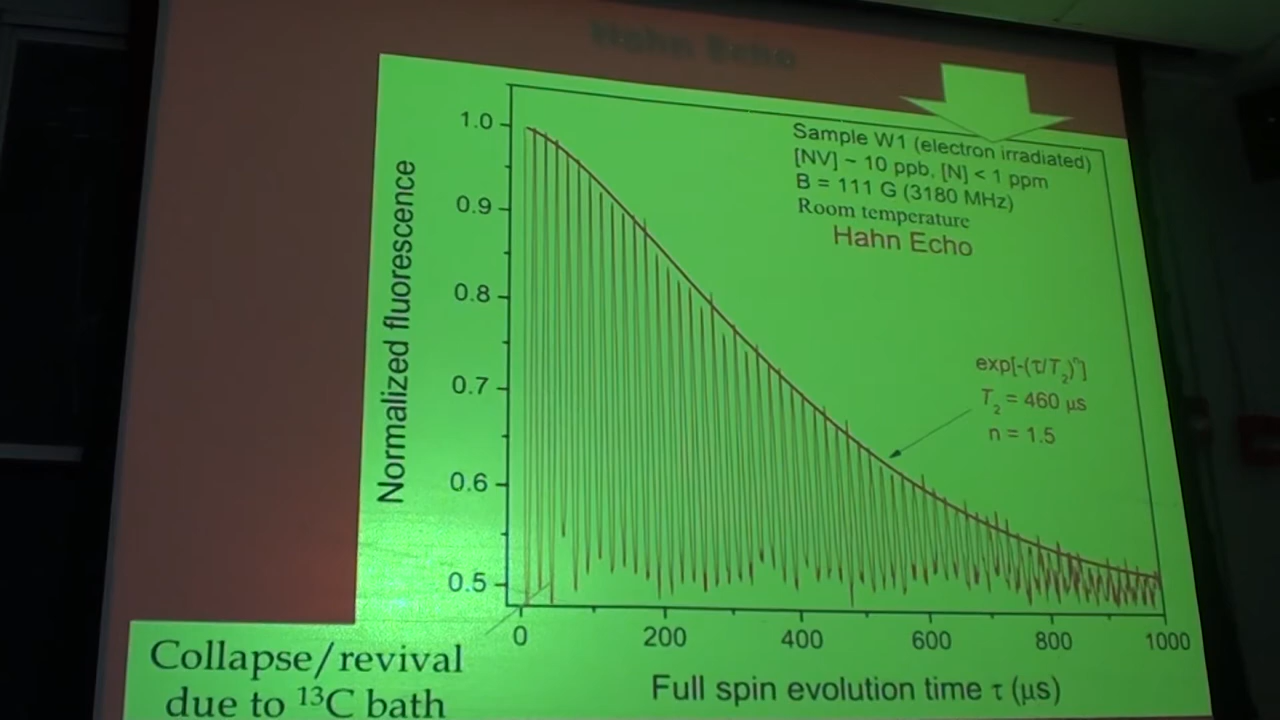 Hahn Echo
Sample W1 (electron irradiated)
[NV] ~ 10 ppb, [N] < 1 ppm
B = 111 G (3180 MHz)
Room temperature
Hahn Echo
1.0
0.9
0.8
0.7
0.6
0.5
Normalized fluorescence
exp[-(τ/T₂)ⁿ]
T₂ = 460 μs
n = 1.5
0 200 400 600 800 1000
Full spin evolution time τ (μs)
Collapse/revival
due to ¹³C bath